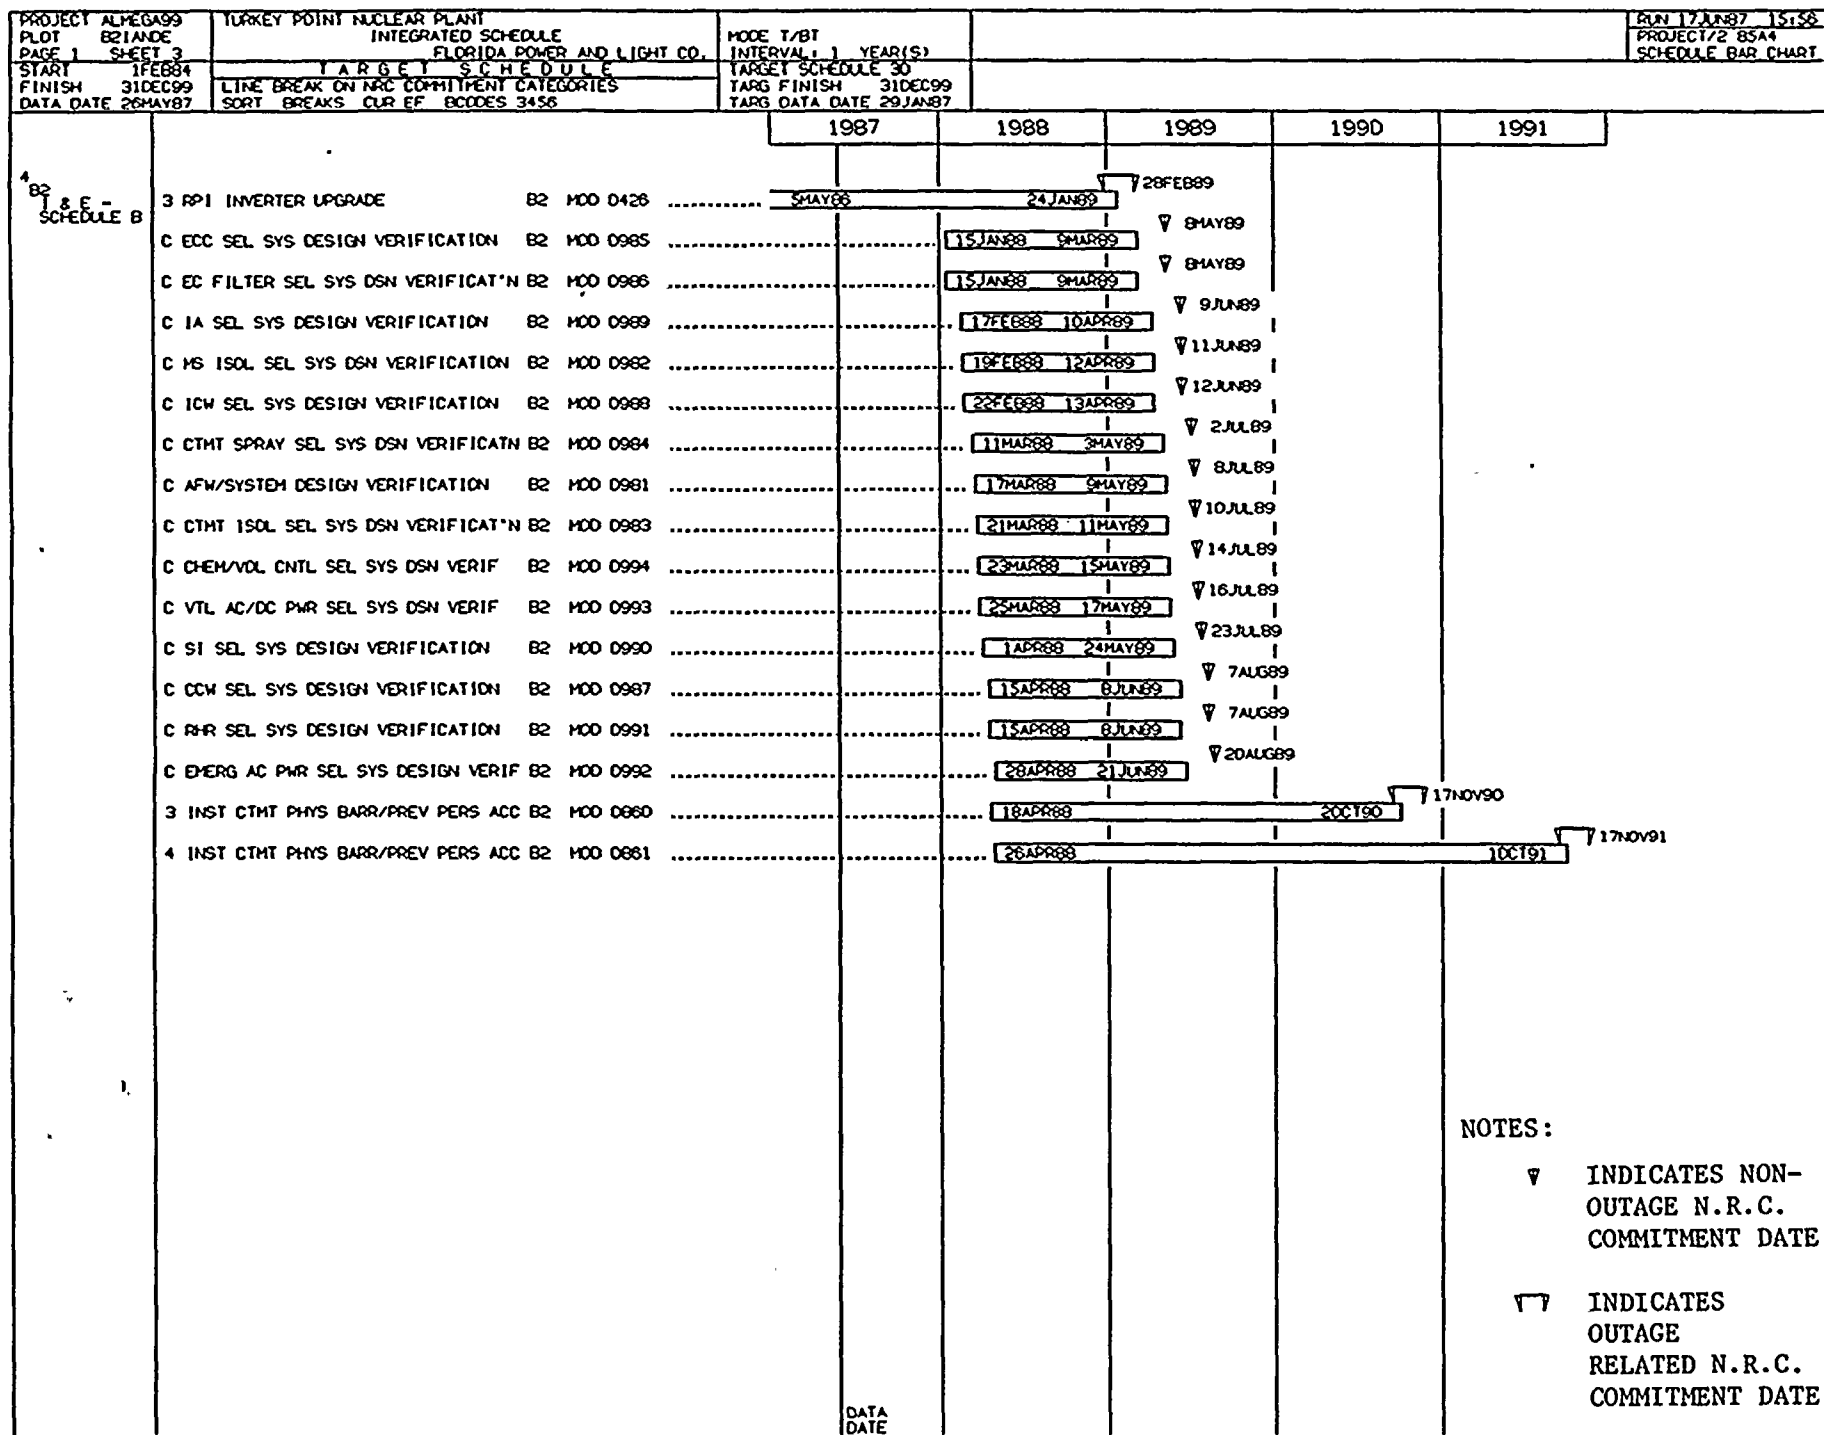 PROJECT ALMEGA99
PLOT B2IANDE
PAGE 1 SHEET 3
START 1FEB84
FINISH 31DEC99
DATA DATE 26MAY87
TURKEY POINT NUCLEAR PLANT
INTEGRATED SCHEDULE
FLORIDA POWER AND LIGHT CO.
TARGET SCHEDULE
LINE BREAK ON NRC COMMITMENT CATEGORIES
SORT BREAKS CUR EF BCODES 3456
MODE T/BT
INTERVAL: 1 YEAR(S)
TARGET SCHEDULE 30
TARG FINISH 31DEC99
TARG DATA DATE 29JAN87
RUN 17JUN87 15:56
PROJECT/2 85A4
SCHEDULE BAR CHART
1987 1988 1989 1990 1991
4
B2
I & E -
SCHEDULE B
3 RPI INVERTER UPGRADE B2 MOD 0426 5MAY86 24JAN89 28FEB89
C ECC SEL SYS DESIGN VERIFICATION B2 MOD 0985 15JAN88 9MAR89 8MAY89
C EC FILTER SEL SYS DSN VERIFICAT'N B2 MOD 0986 15JAN88 9MAR89 8MAY89
C IA SEL SYS DESIGN VERIFICATION B2 MOD 0989 17FEB88 10APR89 9JUN89
C MS ISOL SEL SYS DSN VERIFICATION B2 MOD 0982 19FEB88 12APR89 11JUN89
C ICW SEL SYS DESIGN VERIFICATION B2 MOD 0988 22FEB88 13APR89 12JUN89
C CTMT SPRAY SEL SYS DSN VERIFICATN B2 MOD 0984 11MAR88 3MAY89 2JUL89
C AFW/SYSTEM DESIGN VERIFICATION B2 MOD 0981 17MAR88 9MAY89 8JUL89
C CTMT ISOL SEL SYS DSN VERIFICAT'N B2 MOD 0983 21MAR88 11MAY89 10JUL89
C CHEM/VOL CNTL SEL SYS DSN VERIF B2 MOD 0994 23MAR88 15MAY89 14JUL89
C VTL AC/DC PWR SEL SYS DSN VERIF B2 MOD 0993 25MAR88 17MAY89 16JUL89
C SI SEL SYS DESIGN VERIFICATION B2 MOD 0990 1APR88 24MAY89 23JUL89
C CCW SEL SYS DESIGN VERIFICATION B2 MOD 0987 15APR88 8JUN89 7AUG89
C RHR SEL SYS DESIGN VERIFICATION B2 MOD 0991 15APR88 8JUN89 7AUG89
C EMERG AC PWR SEL SYS DESIGN VERIF B2 MOD 0992 28APR88 21JUN89 20AUG89
3 INST CTMT PHYS BARR/PREV PERS ACC B2 MOD 0860 18APR88 2OCT90 17NOV90
4 INST CTMT PHYS BARR/PREV PERS ACC B2 MOD 0861 26APR88 1OCT91 17NOV91
NOTES:
INDICATES NON-
OUTAGE N.R.C.
COMMITMENT DATE
INDICATES
OUTAGE
RELATED N.R.C.
COMMITMENT DATE
DATA
DATE